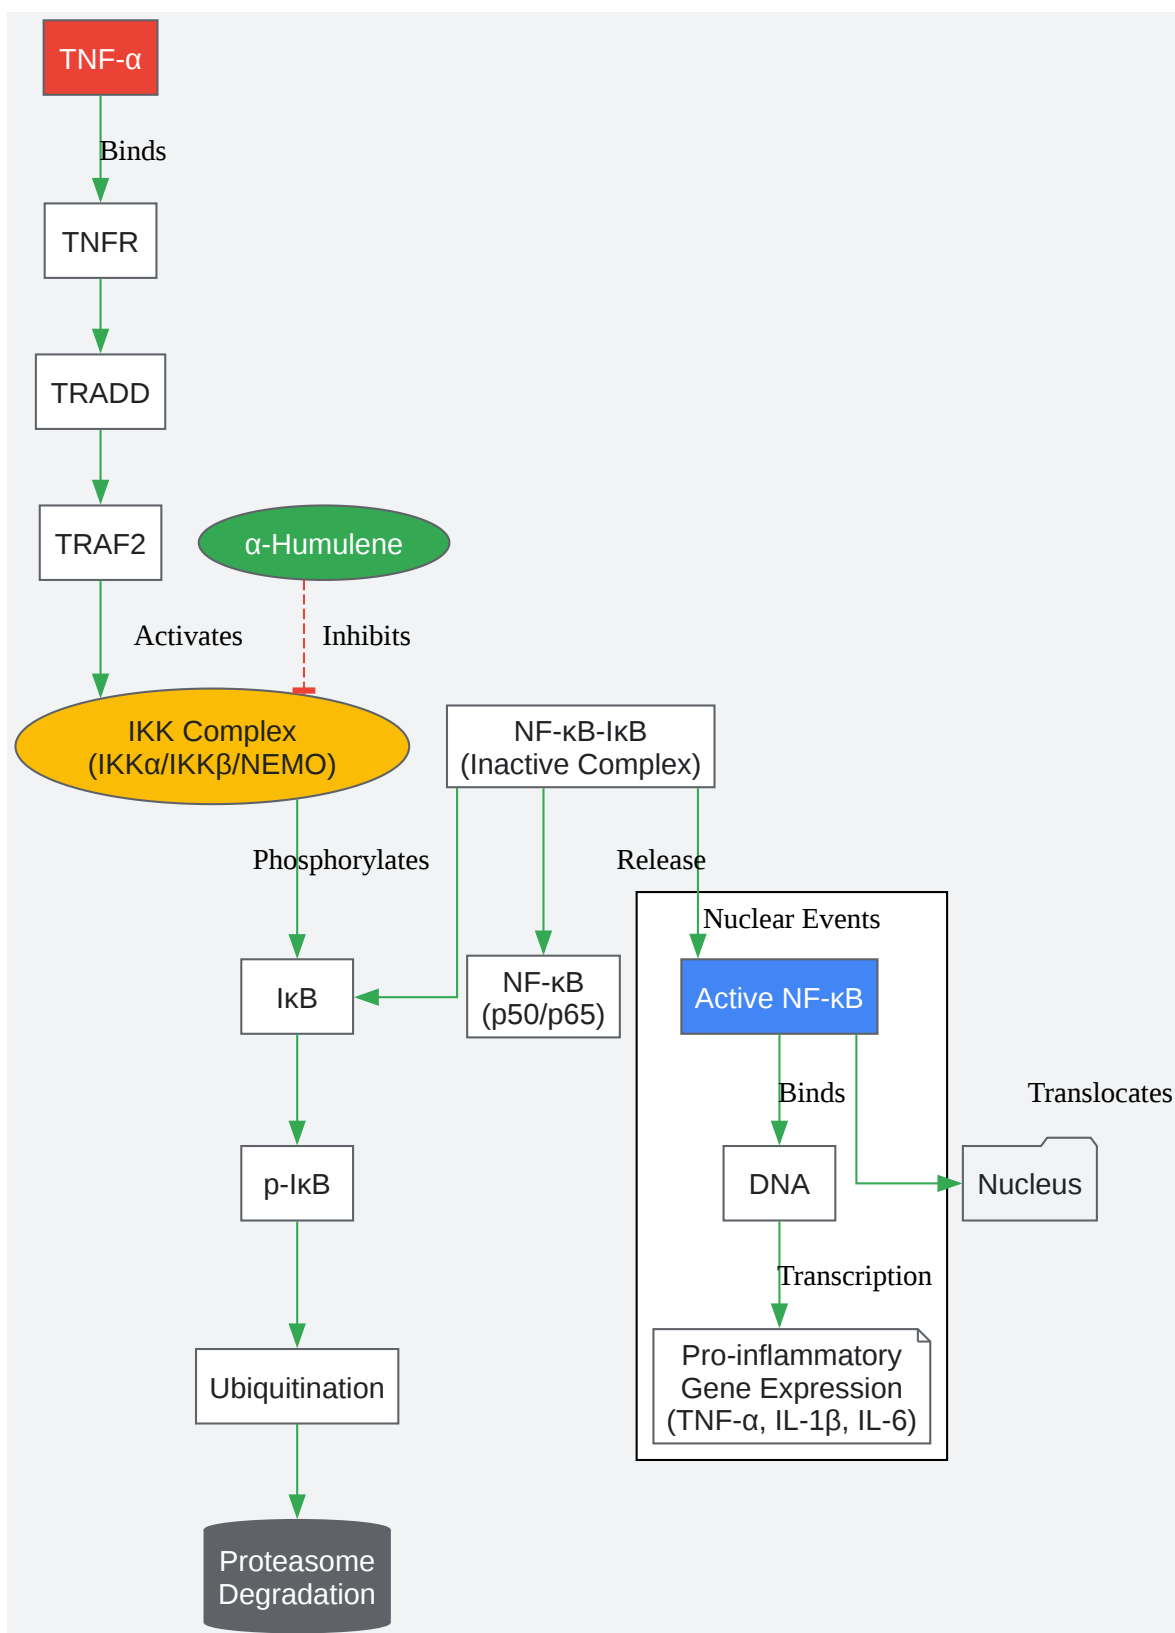 TNF-α
Binds
TNFR
TRADD
TRAF2
α-Humulene
Activates
Inhibits
IKK Complex
(IKKα/IKKβ/NEMO)
NF-κB-IκB
(Inactive Complex)
Phosphorylates
Release
Nuclear Events
IκB
NF-κB
(p50/p65)
Active NF-κB
Binds
Translocates
p-IκB
DNA
Nucleus
Transcription
Pro-inflammatory
Gene Expression
(TNF-α, IL-1β, IL-6)
Ubiquitination
Proteasome
Degradation